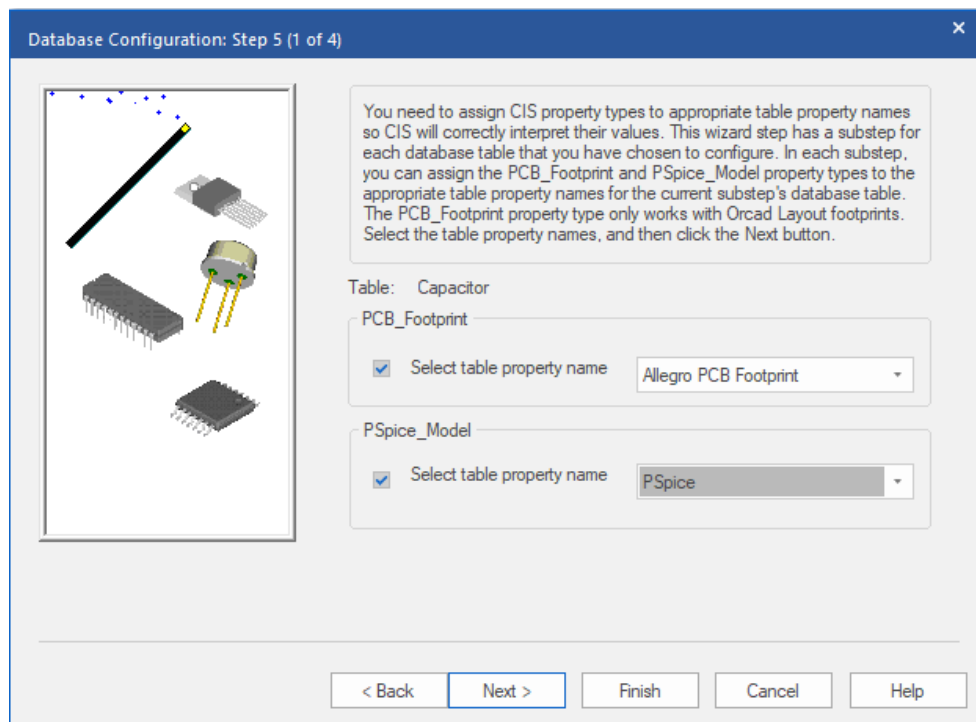 Database Configuration: Step 5 (1 of 4)
You need to assign CIS property types to appropriate table property names
so CIS will correctly interpret their values. This wizard step has a substep for
each database table that you have chosen to configure. In each substep,
you can assign the PCB_Footprint and PSpice_Model property types to the
appropriate table property names for the current substep's database table.
The PCB_Footprint property type only works with Orcad Layout footprints.
Select the table property names, and then click the Next button.
Table: Capacitor
PCB_Footprint
Select table property name Allegro PCB Footprint
PSpice_Model
Select table property name PSpice
< Back Next > Finish Cancel Help